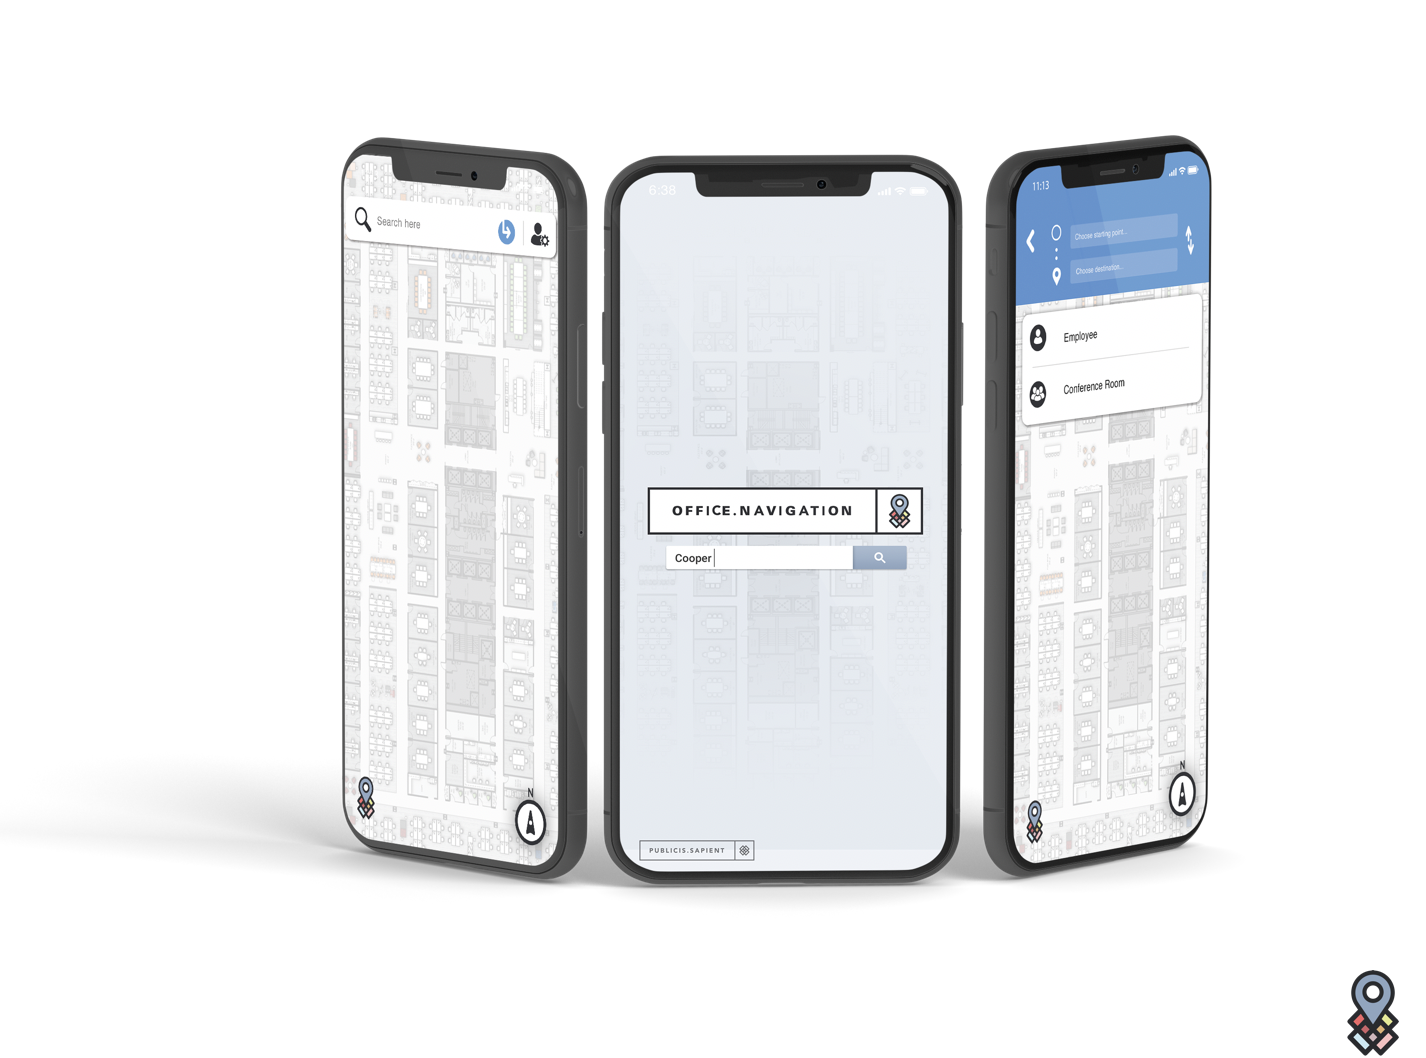 Search here
N
6:38
OFFICE.NAVIGATION
Cooper
PUBLICIS.SAPIENT
11:13
Choose starting point...
Choose destination...
Employee
Conference Room
N